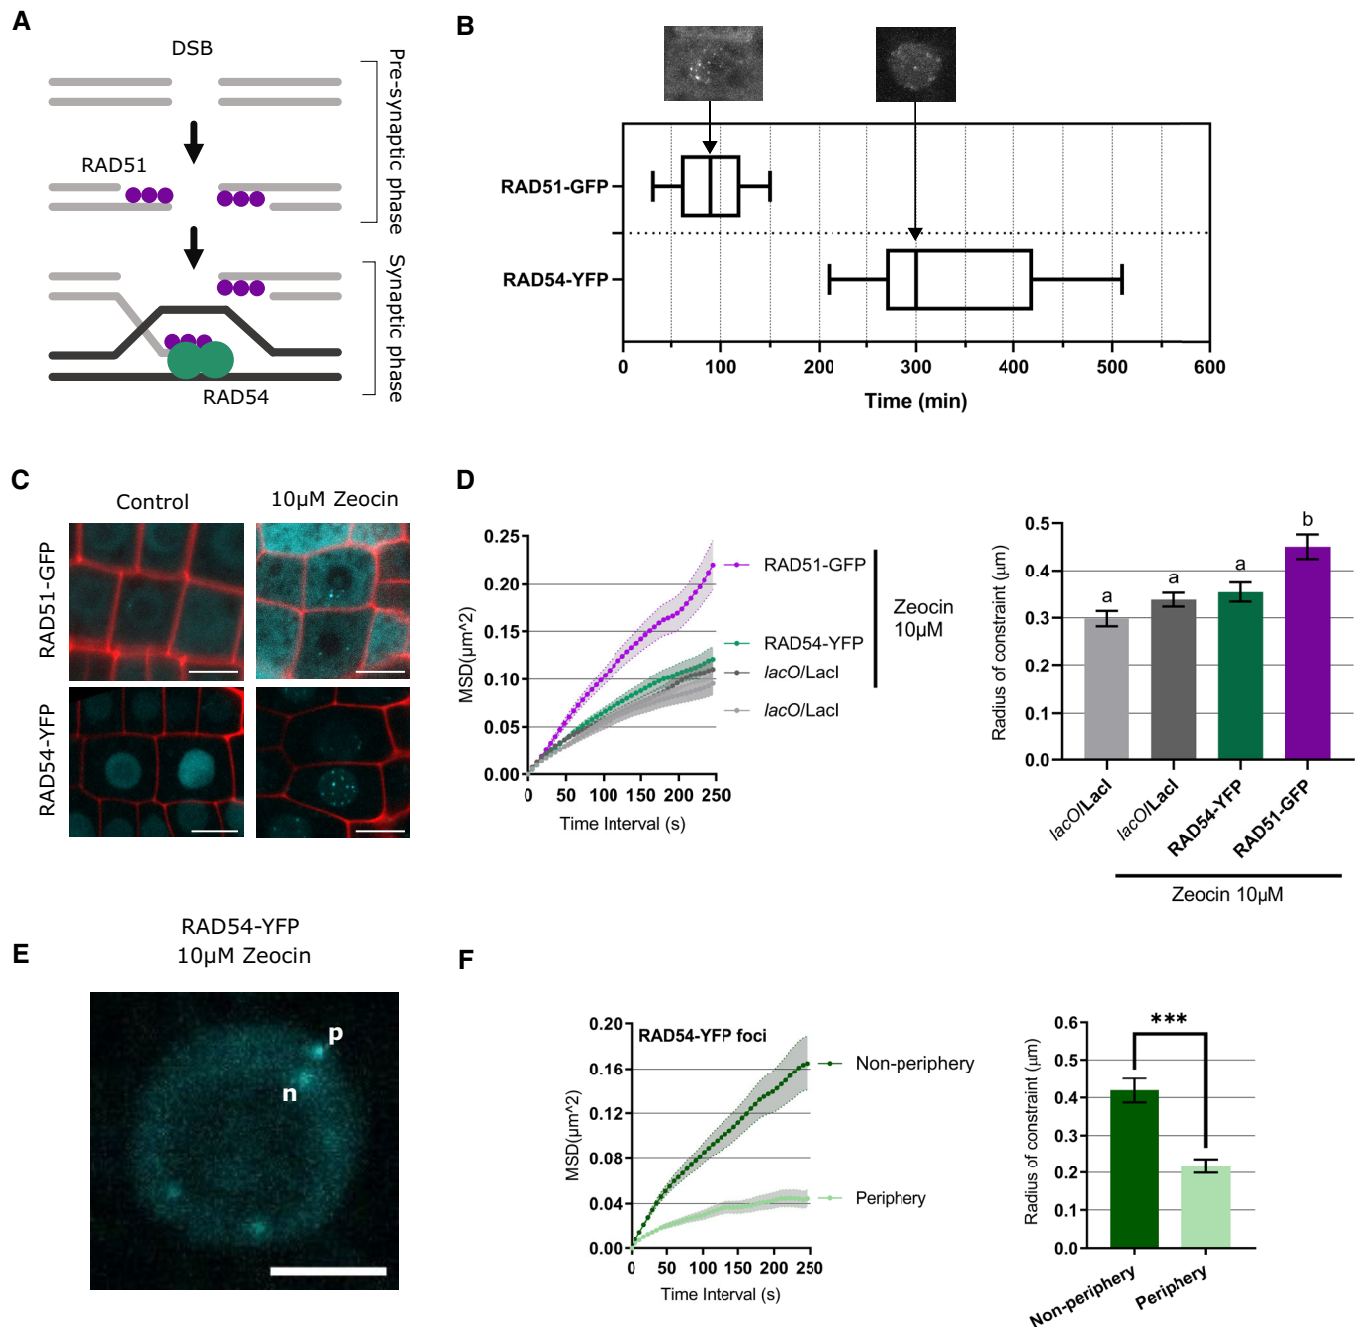 A
DSB
RAD51
RAD54
Pre-synaptic phase
Synaptic phase
B
RAD51-GFP
RAD54-YFP
0 100 200 300 400 500 600
Time (min)
C
Control
10µM Zeocin
RAD51-GFP
RAD54-YFP
D
MSD(µm^2)
0.25
0.20
0.15
0.10
0.05
0.00
0 50 100 150 200 250
Time Interval (s)
RAD51-GFP
RAD54-YFP
lacO/LacI
lacO/LacI
Zeocin
10µM
Radius of constraint (µm)
0.5
0.4
0.3
0.2
0.1
0.0
a
a
a
b
lacO/LacI
lacO/LacI
RAD54-YFP
RAD51-GFP
Zeocin 10µM
E
RAD54-YFP
10µM Zeocin
p
n
F
MSD(µm^2)
0.20
0.16
0.12
0.08
0.04
0.00
RAD54-YFP foci
0 50 100 150 200 250
Time Interval (s)
Non-periphery
Periphery
Radius of constraint (µm)
0.6
0.5
0.4
0.3
0.2
0.1
0.0
***
Non-periphery
Periphery